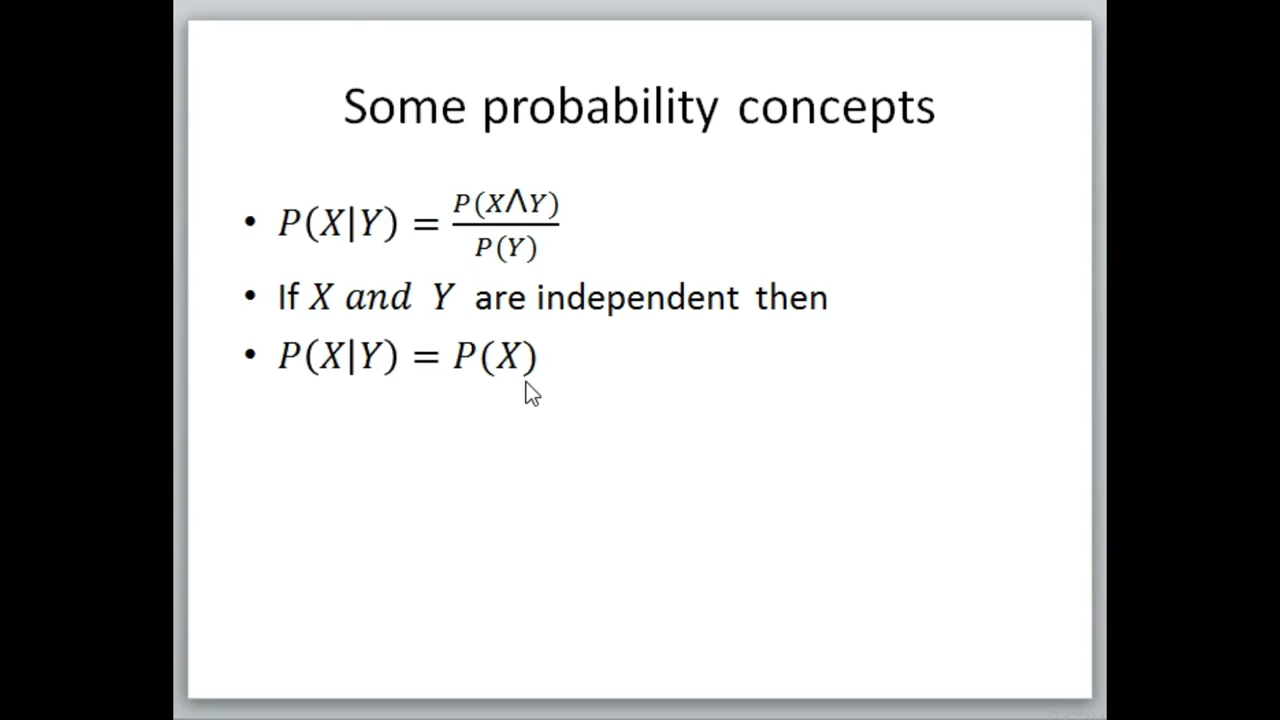 Some probability concepts
• P(X|Y) = P(X⋀Y) / P(Y)
• If X and Y are independent then
• P(X|Y) = P(X)